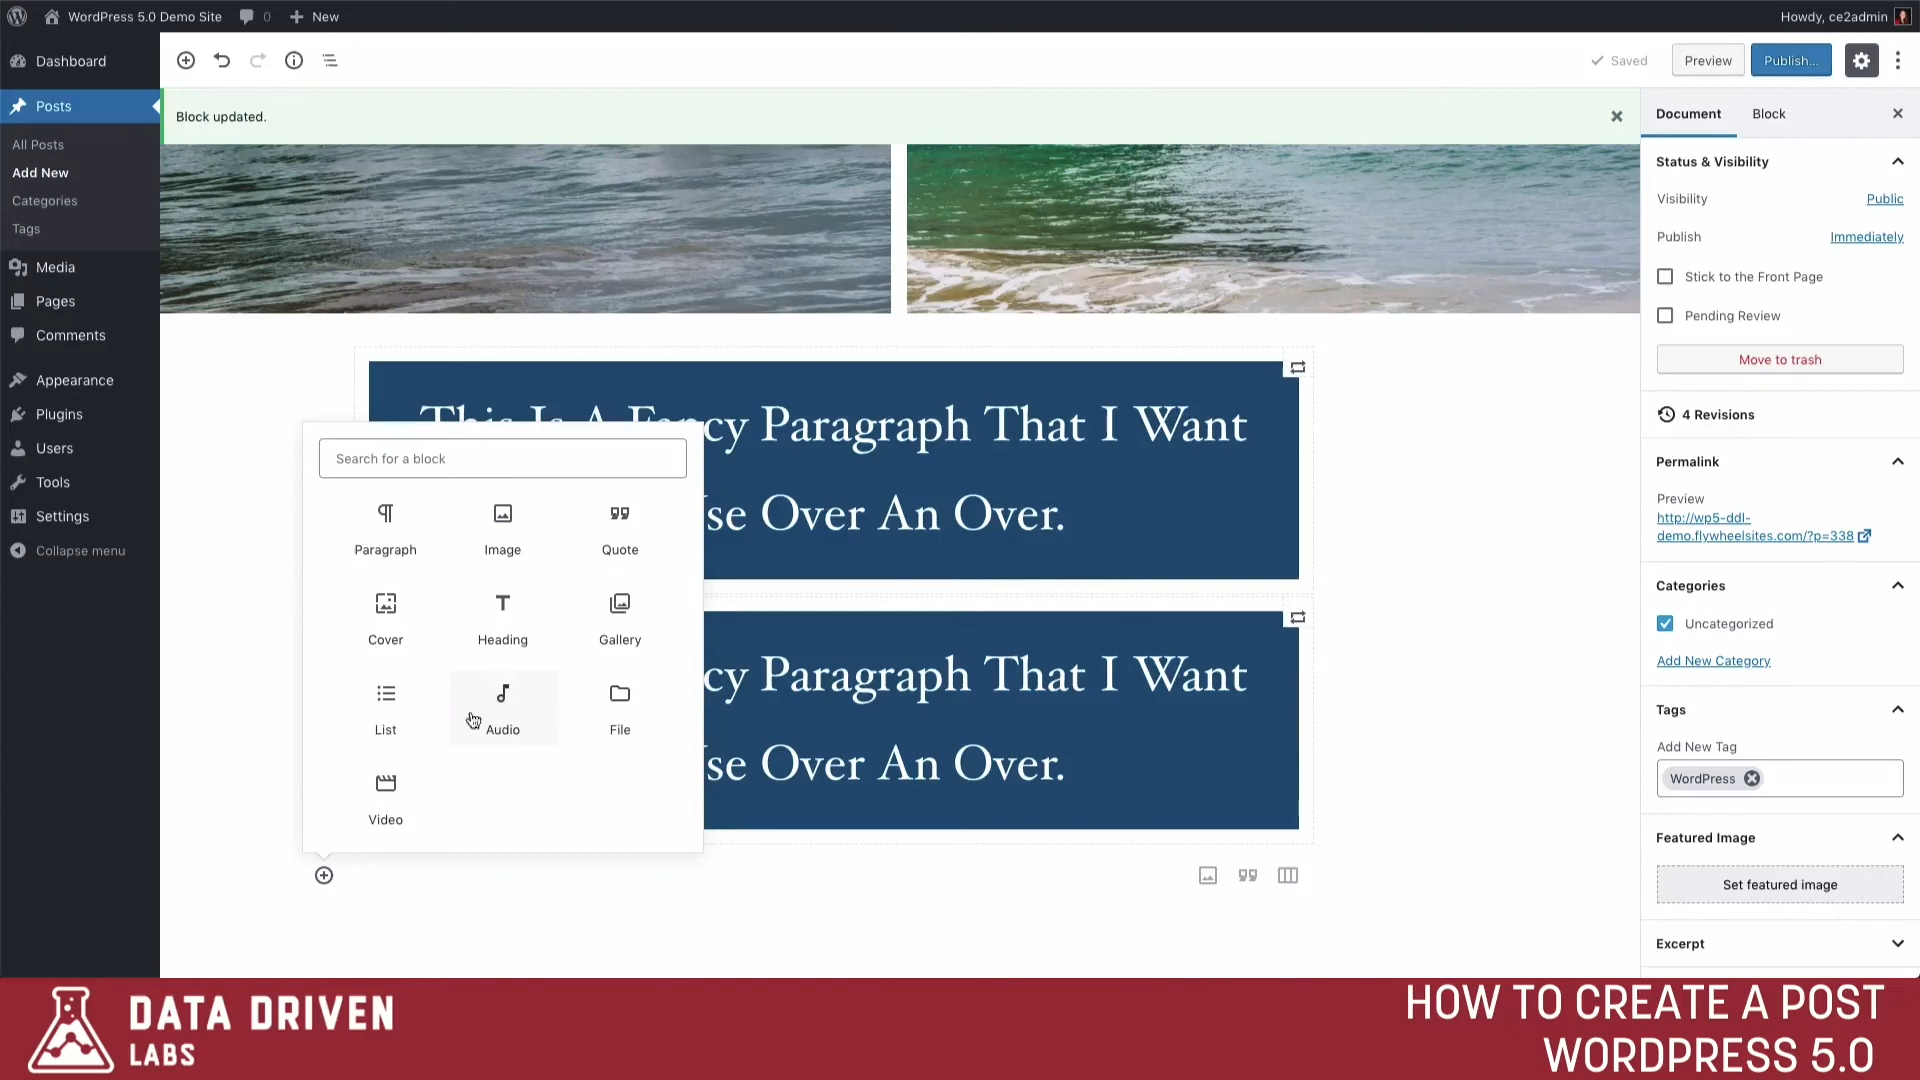 WordPress 5.0 Demo Site
0
New
Howdy, ce2admin
Dashboard
Posts
All Posts
Add New
Categories
Tags
Media
Pages
Comments
Appearance
Plugins
Users
Tools
Settings
Collapse menu
Saved
Preview
Publish...
Block updated.
This Is A Fancy Paragraph That I Want
se Over An Over.
cy Paragraph That I Want
se Over An Over.
Search for a block
Paragraph
Image
Quote
Cover
Heading
Gallery
List
Audio
File
Video
Document
Block
Status & Visibility
Visibility
Public
Publish
Immediately
Stick to the Front Page
Pending Review
Move to trash
4 Revisions
Permalink
Preview
http://wp5-ddl-
demo.flywheelsites.com/?p=338
Categories
Uncategorized
Add New Category
Tags
Add New Tag
WordPress
Featured Image
Set featured image
Excerpt
DATA DRIVEN
LABS
HOW TO CREATE A POST
WORDPRESS 5.0